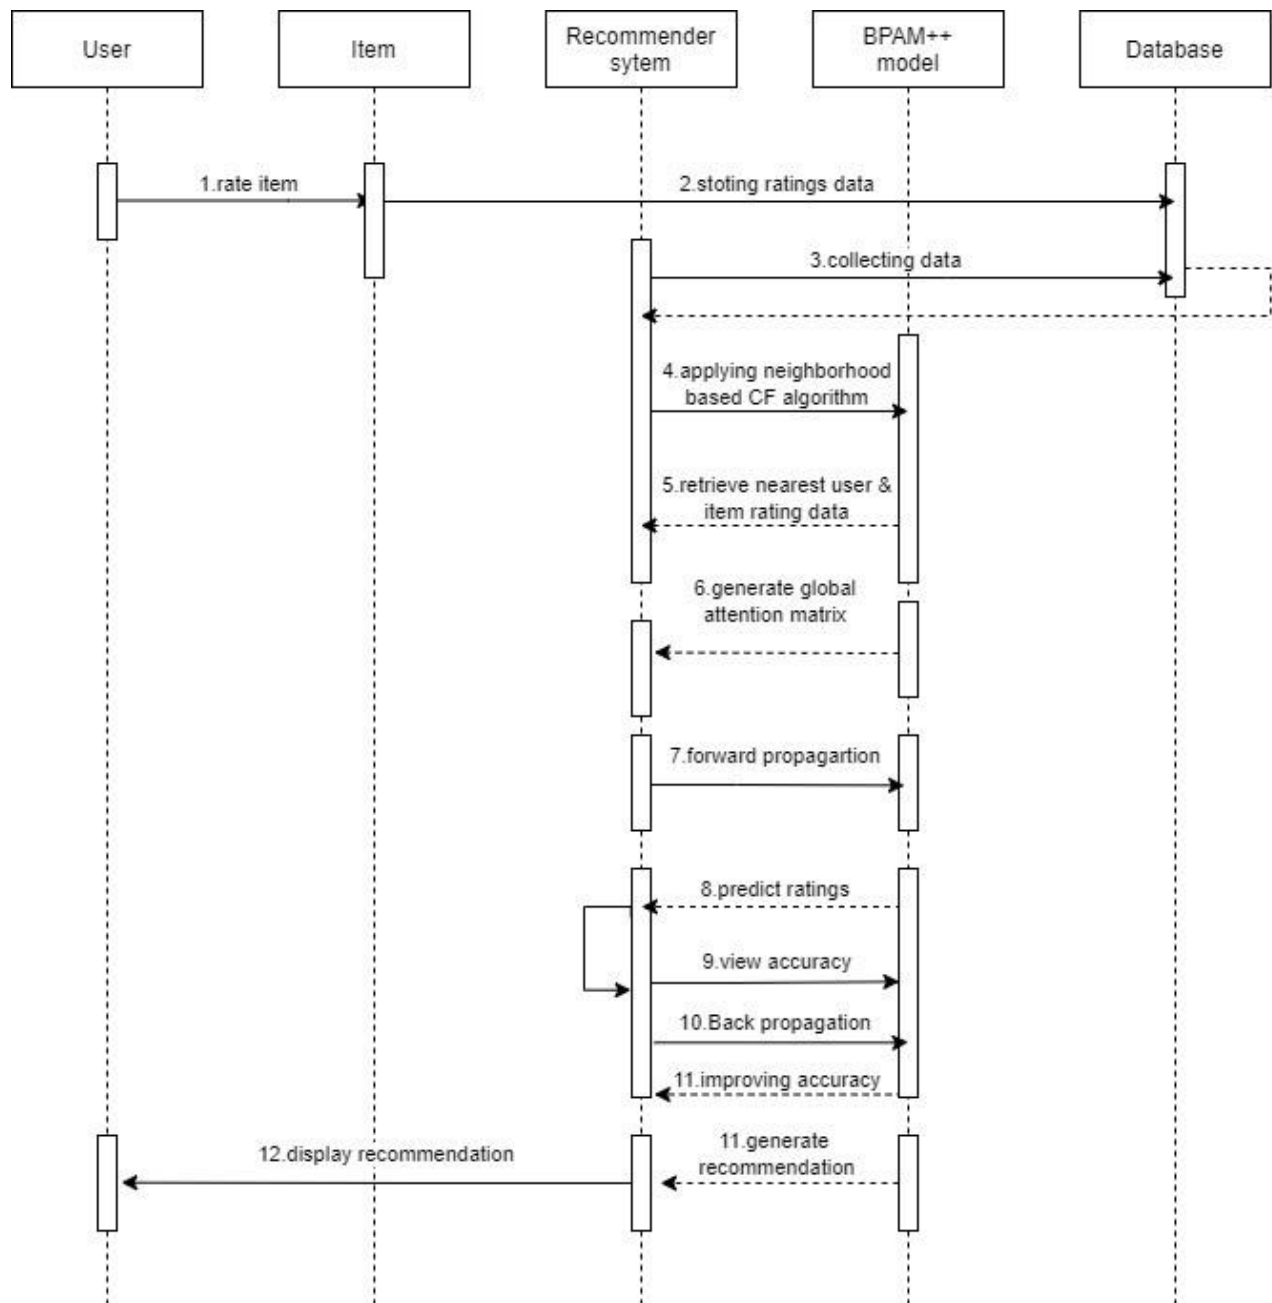 User
Item
Recommender
sytem
BPAM++
model
Database
1.rate item
2.stoting ratings data
3.collecting data
4.applying neighborhood
based CF algorithm
5.retrieve nearest user &
item rating data
6.generate global
attention matrix
7.forward propagartion
8.predict ratings
9.view accuracy
10.Back propagation
11.improving accuracy
12.display recommendation
11.generate
recommendation